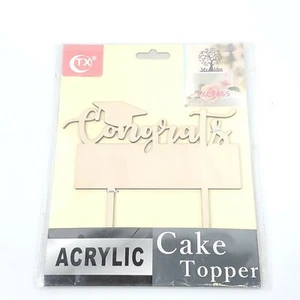 TX
Congrats
ACRYLIC
Cake
Topper